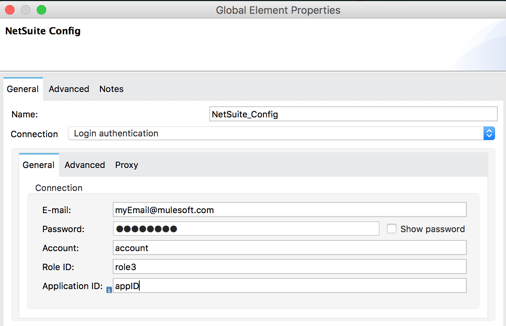 Global Element Properties
NetSuite Config
General Advanced Notes
Name: NetSuite_Config
Connection Login authentication
General Advanced Proxy
Connection
E-mail: myEmail@mulesoft.com
Password: ●●●●●●●● Show password
Account: account
Role ID: role3
Application ID: appID